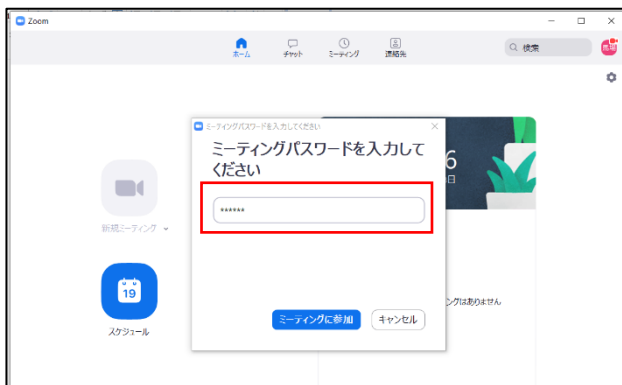 Zoom
ホーム
チャット
ミーティング
連絡先
検索
ミーティングパスワードを入力してください
ミーティングパスワードを入力して
ください
******
ミーティングに参加
キャンセル
新規ミーティング
19
スケジュール
6
日
ングはありません